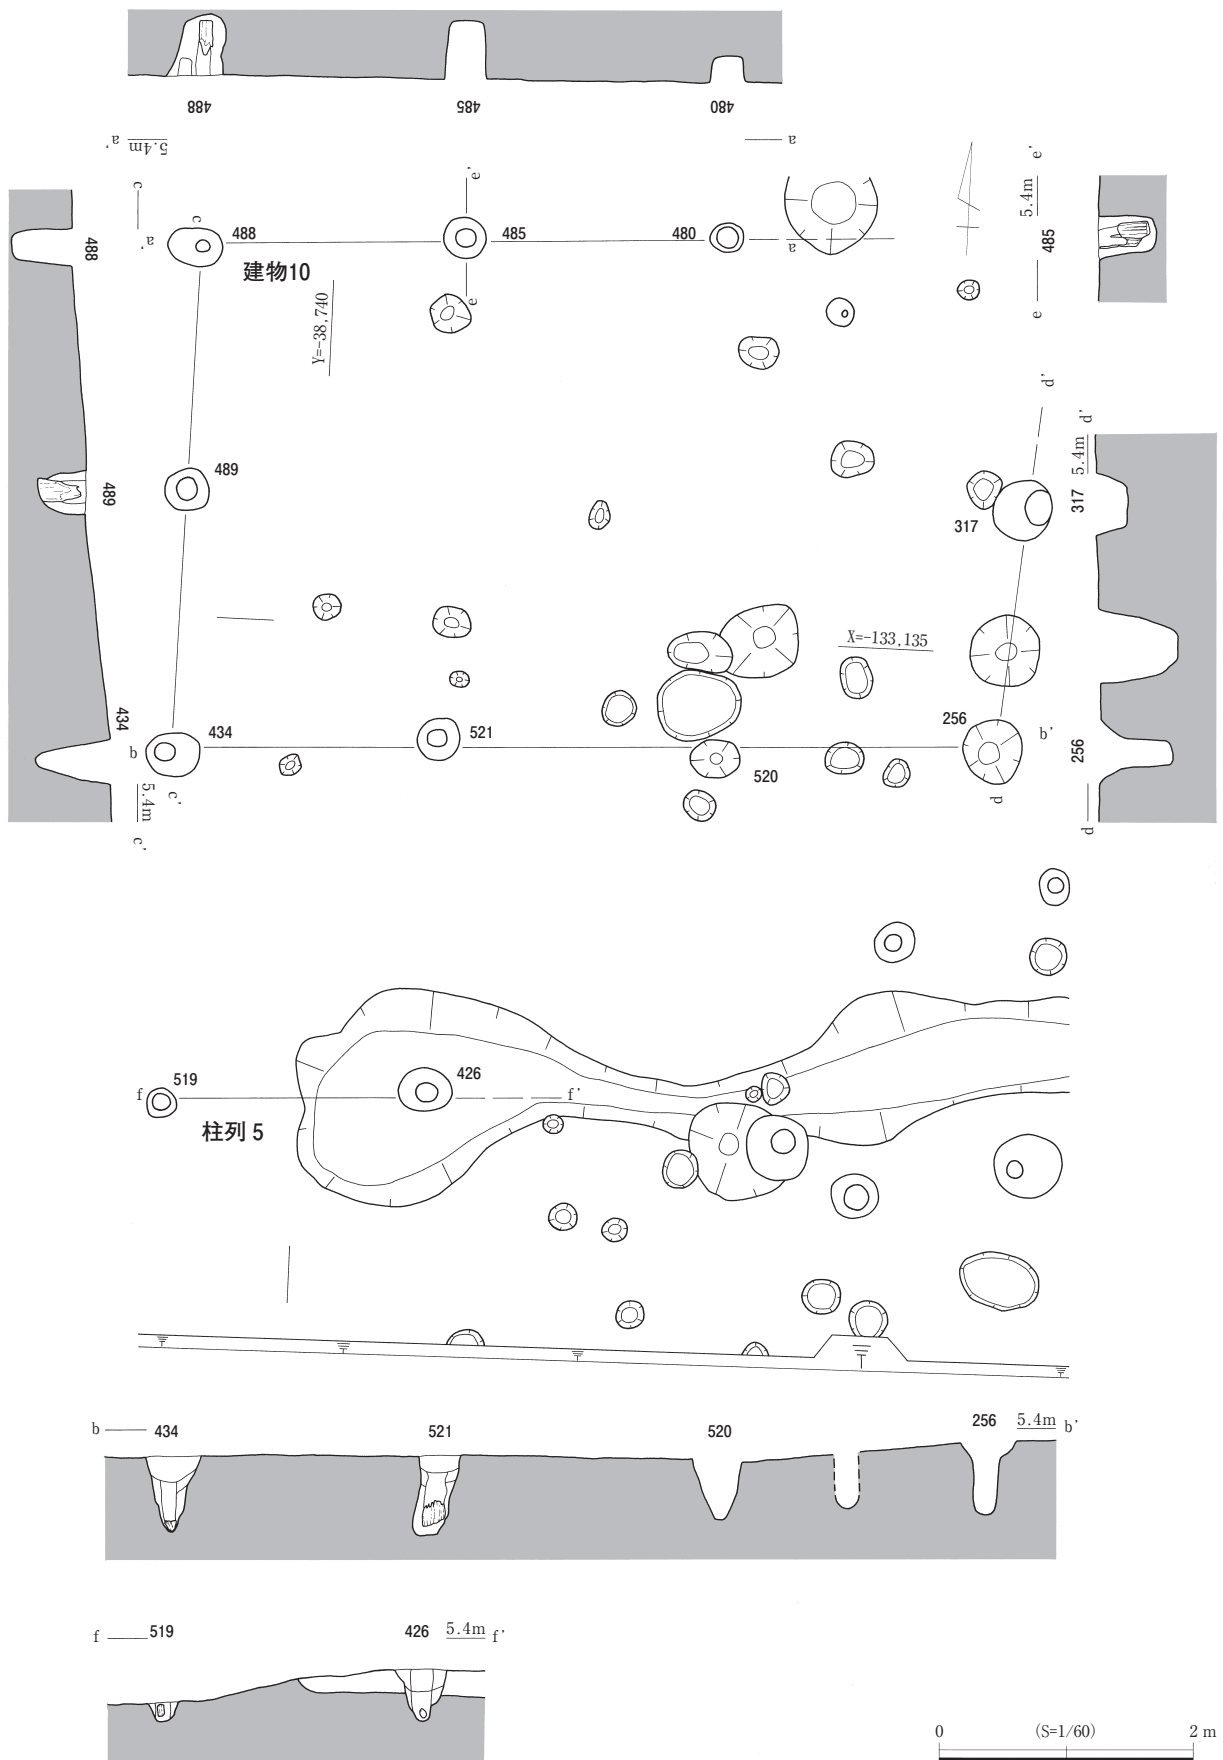 488
485
480
a'
5.4m
a
c
e'
5.4m
e'
c
488
a'
488
485
480
a
485
建物10
e
Y=-38,740
e
d'
5.4m
d'
489
489
317
317
X=-133,135
434
434
521
256
b'
b
520
256
5.4m
c'
d
d
c'
519
426
f
f'
柱列 5
b
434
521
520
256
5.4m
b'
f
519
426
5.4m
f'
0
(S=1/60)
2 m